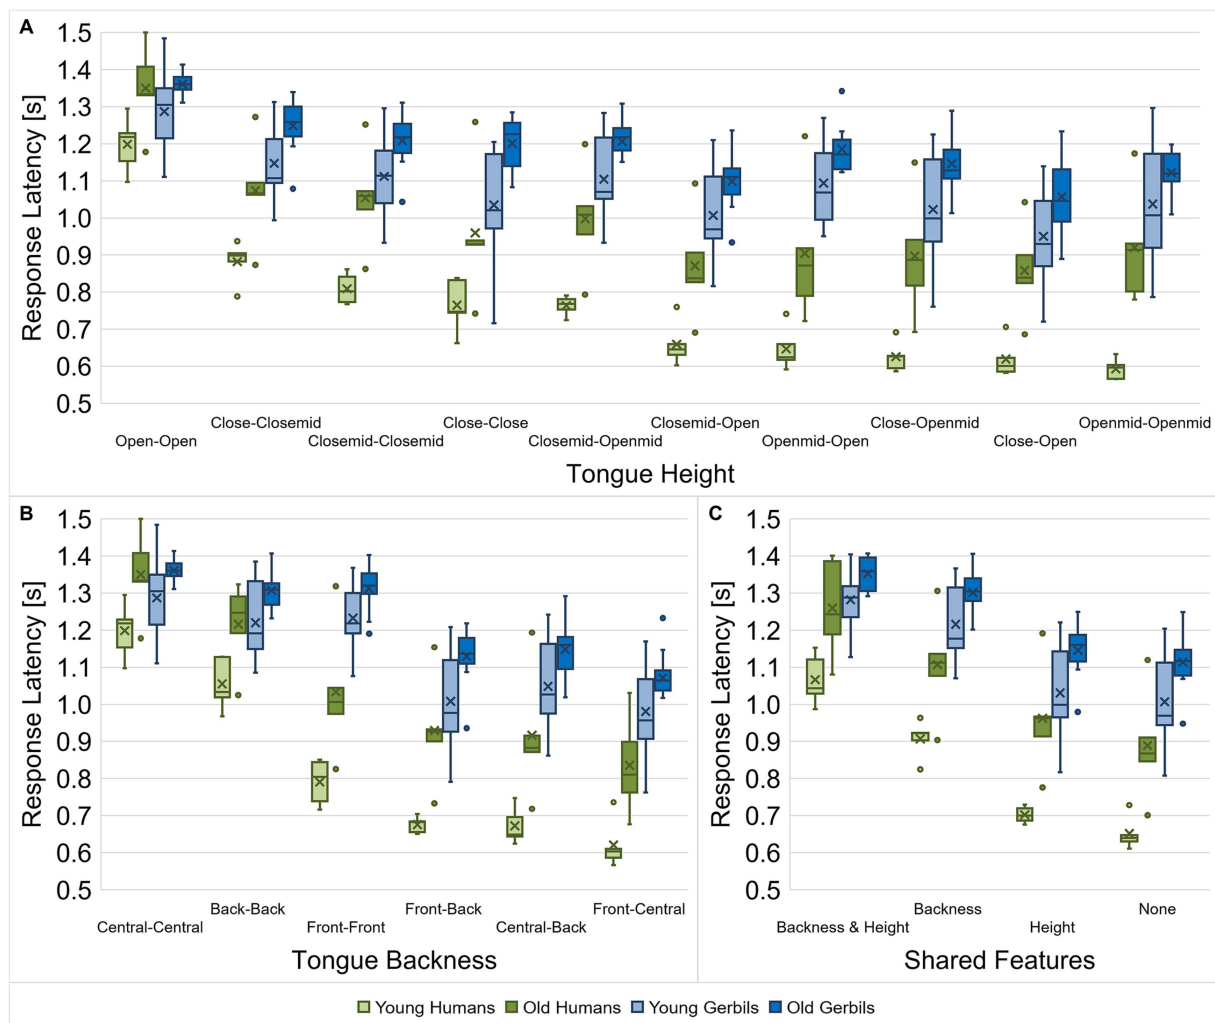 A
Response Latency [s]
1.5
1.4
1.3
1.2
1.1
1.0
0.9
0.8
0.7
0.6
0.5
Close-Closemid Close-Close Closemid-Open Close-Openmid Openmid-Openmid
Open-Open Closemid-Closemid Closemid-Openmid Openmid-Open Close-Open
Tongue Height
B
Response Latency [s]
1.5
1.4
1.3
1.2
1.1
1.0
0.9
0.8
0.7
0.6
0.5
Back-Back Front-Back Front-Central
Central-Central Front-Front Central-Back
Tongue Backness
C
Response Latency [s]
1.5
1.4
1.3
1.2
1.1
1.0
0.9
0.8
0.7
0.6
0.5
Backness None
Backness & Height Height
Shared Features
Young Humans Old Humans Young Gerbils Old Gerbils